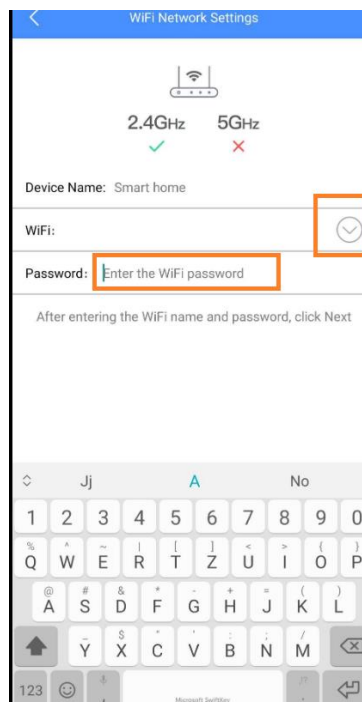 WiFi Network Settings
2.4GHz 5GHz
Device Name: Smart home
WiFi:
Password: Enter the WiFi password
After entering the WiFi name and password, click Next
Jj A No
1 2 3 4 5 6 7 8 9 0
% ^ ~ | [ ] < > { }
Q W E R T Z U I O P
@ # & * - + = ( )
A S D F G H J K L
_ $ " ' : ; /
Y X C V B N M
123 , Microsoft SwiftKey .